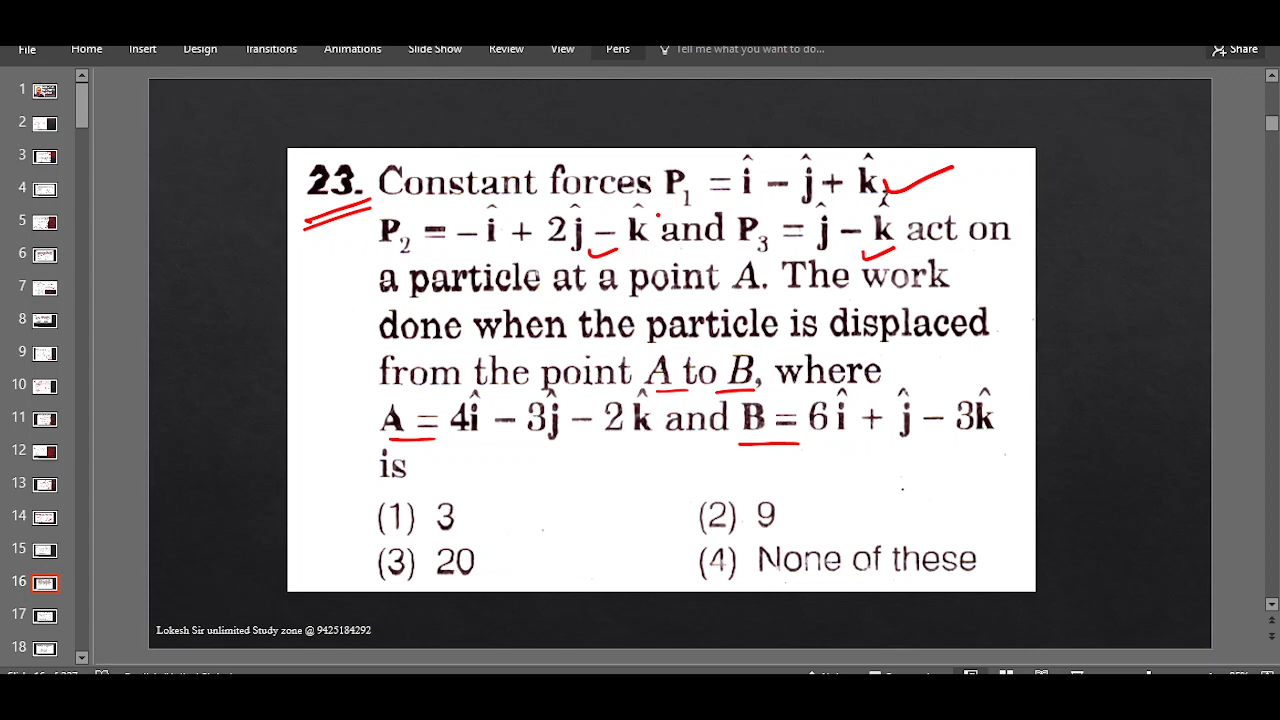 File Home Insert Design Transitions Animations Slide Show Review View Pens Tell me what you want to do... Share
1
2
3
4
5
6
7
8
9
10
11
12
13
14
15
16
17
18
23. Constant forces P₁ = î − ĵ + k̂,
P₂ = − î + 2ĵ − k̂ and P₃ = ĵ − k̂ act on
a particle at a point A. The work
done when the particle is displaced
from the point A to B, where
A = 4î − 3ĵ − 2k̂ and B = 6î + ĵ − 3k̂
is
(1) 3 (2) 9
(3) 20 (4) None of these
Lokesh Sir unlimited Study zone @ 9425184292